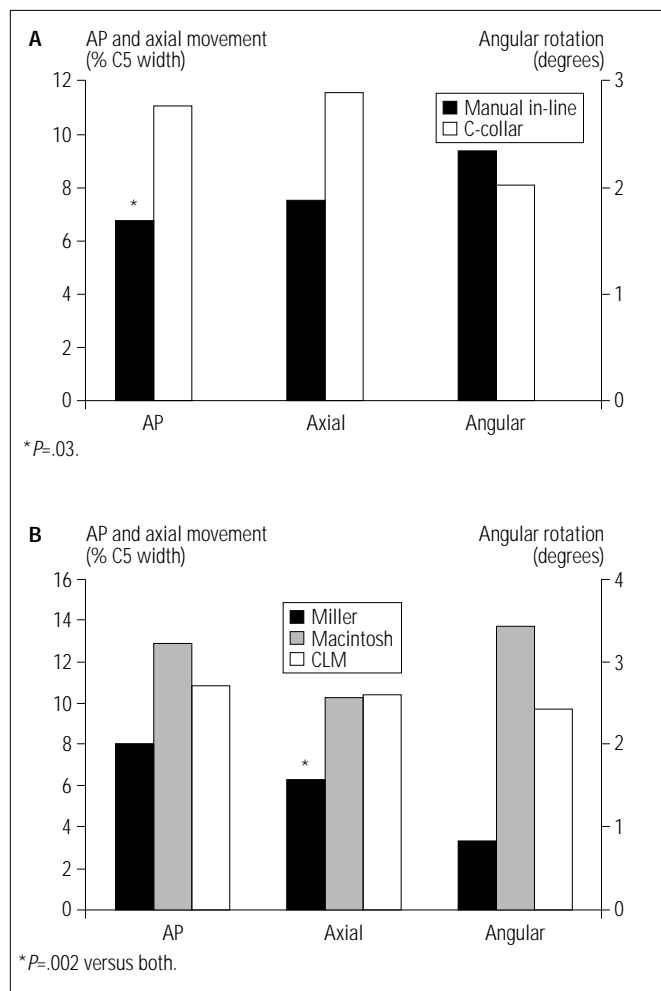 A
AP and axial movement
(% C5 width)
Angular rotation
(degrees)
12
10
8
6
4
2
0
3
2
1
0
Manual in-line
C-collar
*
AP
Axial
Angular
*P=.03.
B
AP and axial movement
(% C5 width)
Angular rotation
(degrees)
16
14
12
10
8
6
4
2
0
4
3
2
1
0
Miller
Macintosh
CLM
*
AP
Axial
Angular
*P=.002 versus both.